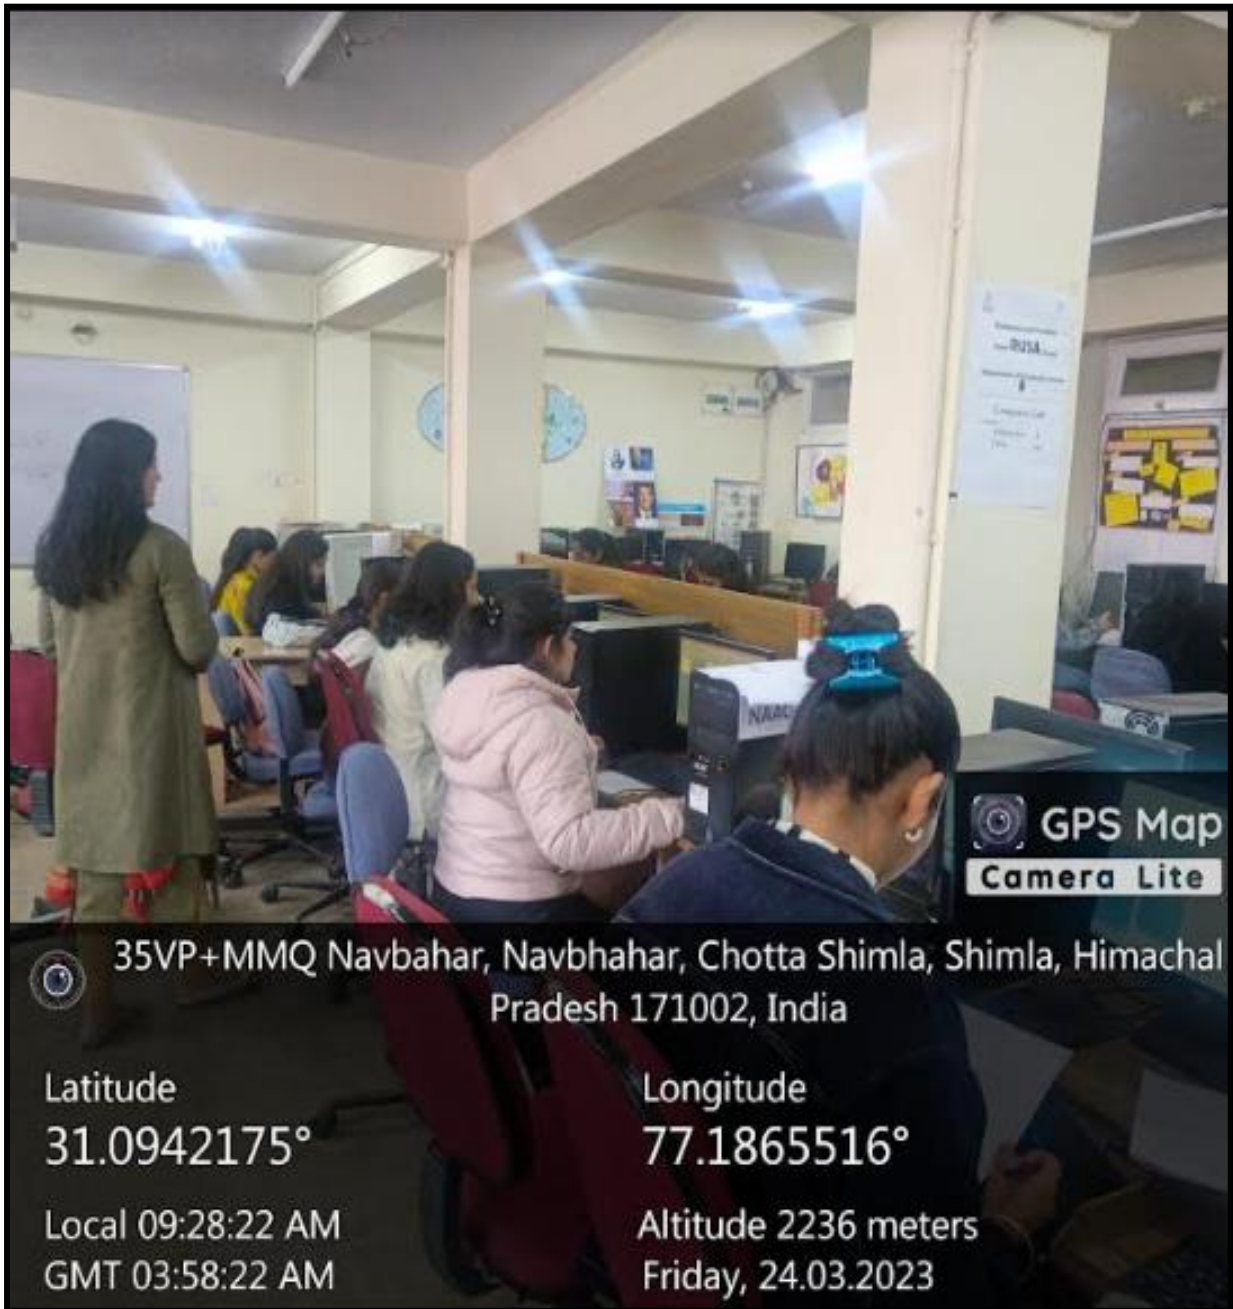 RUSA
NAAC
GPS Map
Camera Lite
35VP+MMQ Navbahar, Navbhahar, Chotta Shimla, Shimla, Himachal
Pradesh 171002, India
Latitude
31.0942175°
Longitude
77.1865516°
Local 09:28:22 AM
GMT 03:58:22 AM
Altitude 2236 meters
Friday, 24.03.2023